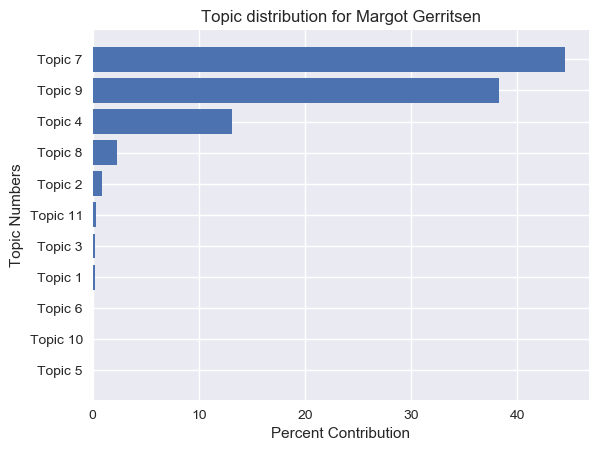 Topic distribution for Margot Gerritsen
Topic 7
Topic 9
Topic 4
Topic 8
Topic 2
Topic 11
Topic 3
Topic 1
Topic 6
Topic 10
Topic 5
Topic Numbers
0 10 20 30 40
Percent Contribution